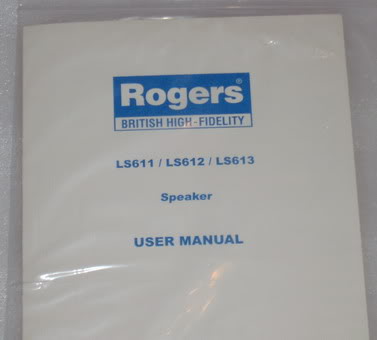 Rogers®
BRITISH HIGH-FIDELITY
LS611 / LS612 / LS613
Speaker
USER MANUAL